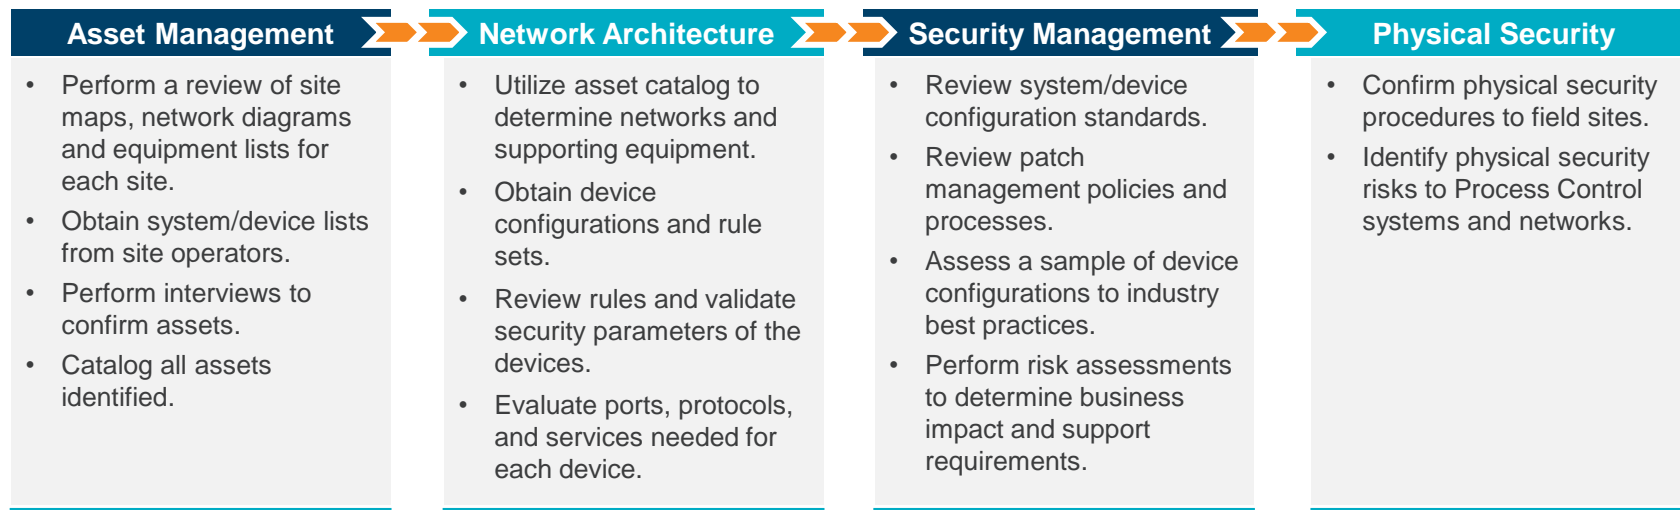 Asset Management
• Perform a review of site
maps, network diagrams
and equipment lists for
each site.
• Obtain system/device lists
from site operators.
• Perform interviews to
confirm assets.
• Catalog all assets
identified.
Network Architecture
• Utilize asset catalog to
determine networks and
supporting equipment.
• Obtain device
configurations and rule
sets.
• Review rules and validate
security parameters of the
devices.
• Evaluate ports, protocols,
and services needed for
each device.
Security Management
• Review system/device
configuration standards.
• Review patch
management policies and
processes.
• Assess a sample of device
configurations to industry
best practices.
• Perform risk assessments
to determine business
impact and support
requirements.
Physical Security
• Confirm physical security
procedures to field sites.
• Identify physical security
risks to Process Control
systems and networks.